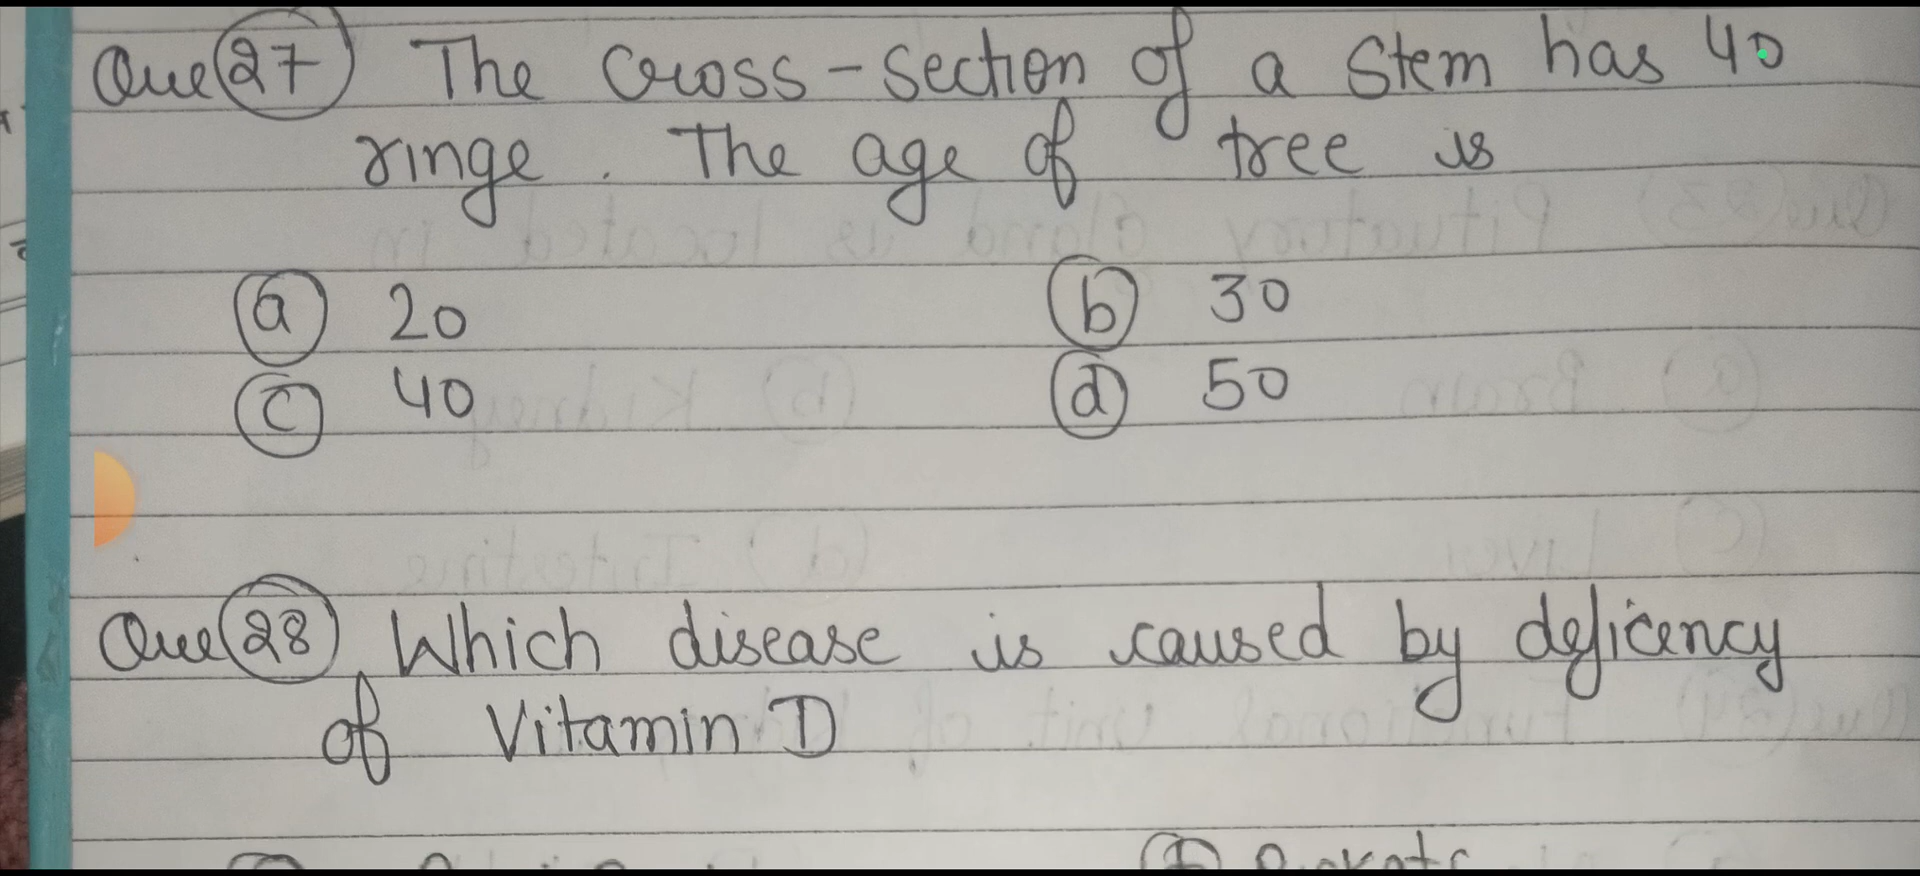 Que 27 The Cross-section of a Stem has 40
ringe. The age of tree is
a 20 b 30
c 40 d 50
Que 28 Which disease is caused by deficency
of Vitamin D